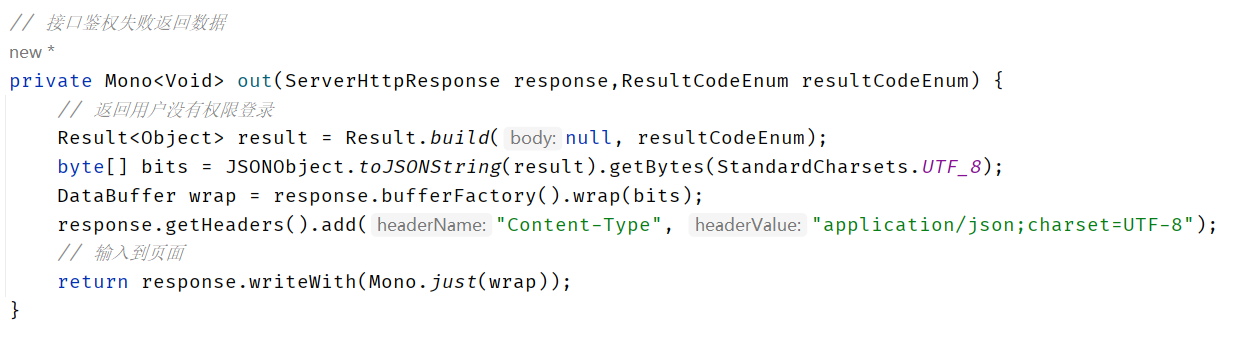 // 接口鉴权失败返回数据
new *
private Mono<Void> out(ServerHttpResponse response,ResultCodeEnum resultCodeEnum) {
    // 返回用户没有权限登录
    Result<Object> result = Result.build( body: null, resultCodeEnum);
    byte[] bits = JSONObject.toJSONString(result).getBytes(StandardCharsets.UTF_8);
    DataBuffer wrap = response.bufferFactory().wrap(bits);
    response.getHeaders().add( headerName: "Content-Type", headerValue: "application/json;charset=UTF-8");
    // 输入到页面
    return response.writeWith(Mono.just(wrap));
}